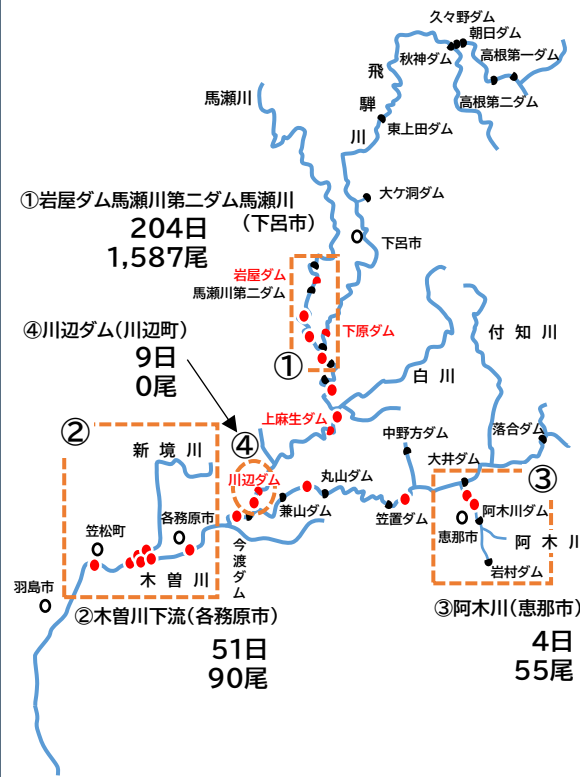 久々野ダム
朝日ダム
秋神ダム
高根第一ダム
高根第二ダム
飛騨川
馬瀬川
東上田ダム
①岩屋ダム馬瀬川第二ダム馬瀬川
(下呂市)
204日
1,587尾
大ケ洞ダム
下呂市
岩屋ダム
馬瀬川第二ダム
④川辺ダム(川辺町)
9日
0尾
下原ダム
付知川
①
白川
②
④
上麻生ダム
新境川
中野方ダム
落合ダム
大井ダム
③
川辺ダム
丸山ダム
笠松町
各務原市
兼山ダム
笠置ダム
阿木川ダム
恵那市
阿木川
今渡ダム
岩村ダム
木曽川
羽島市
②木曽川下流(各務原市)
51日
90尾
③阿木川(恵那市)
4日
55尾